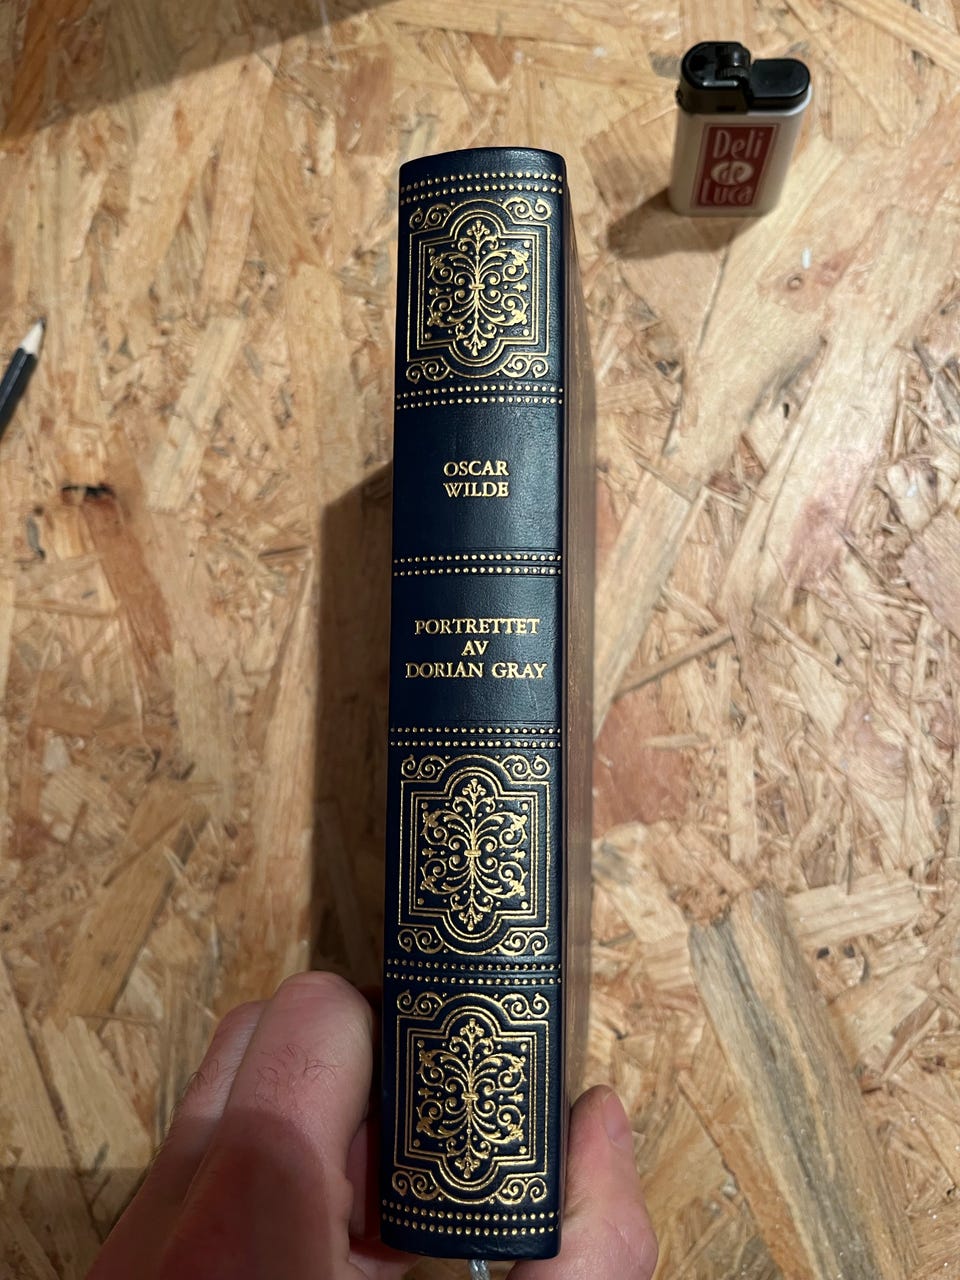 Deli
de
Luca
OSCAR
WILDE
PORTRETTET
AV
DORIAN GRAY